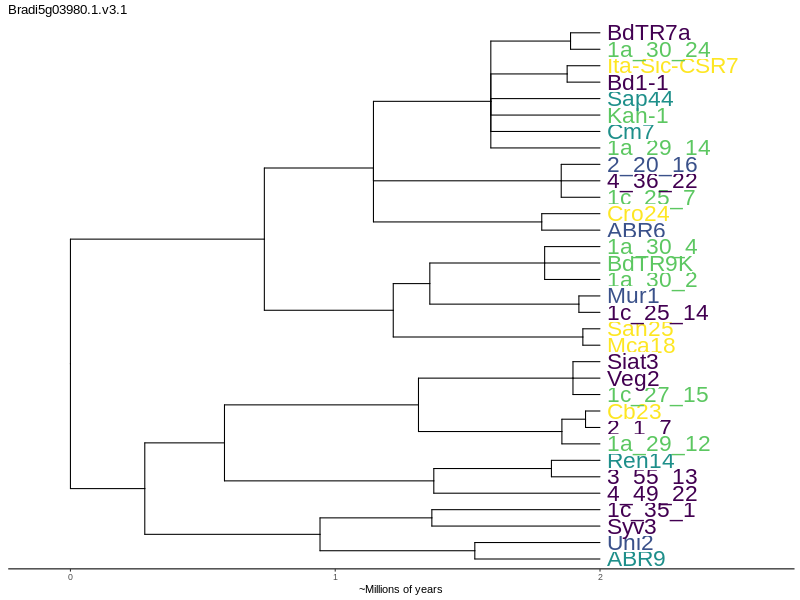 Bradi5g03980.1.v3.1
BdTR7a
1a_30_24
Ita-Sic-CSR7
Bd1-1
Sap44
Kah-1
Cm7
1a_29_14
2_20_16
4_36_22
1c_25_7
Cro24
ABR6
1a_30_4
BdTR9K
1a_30_2
Mur1
1c_25_14
San25
Mca18
Siat3
Veg2
1c_27_15
Cb23
2_1_7
1a_29_12
Ren14
3_55_13
4_49_22
1c_35_1
Syv3
Uni2
ABR9
0 1 2
~Millions of years